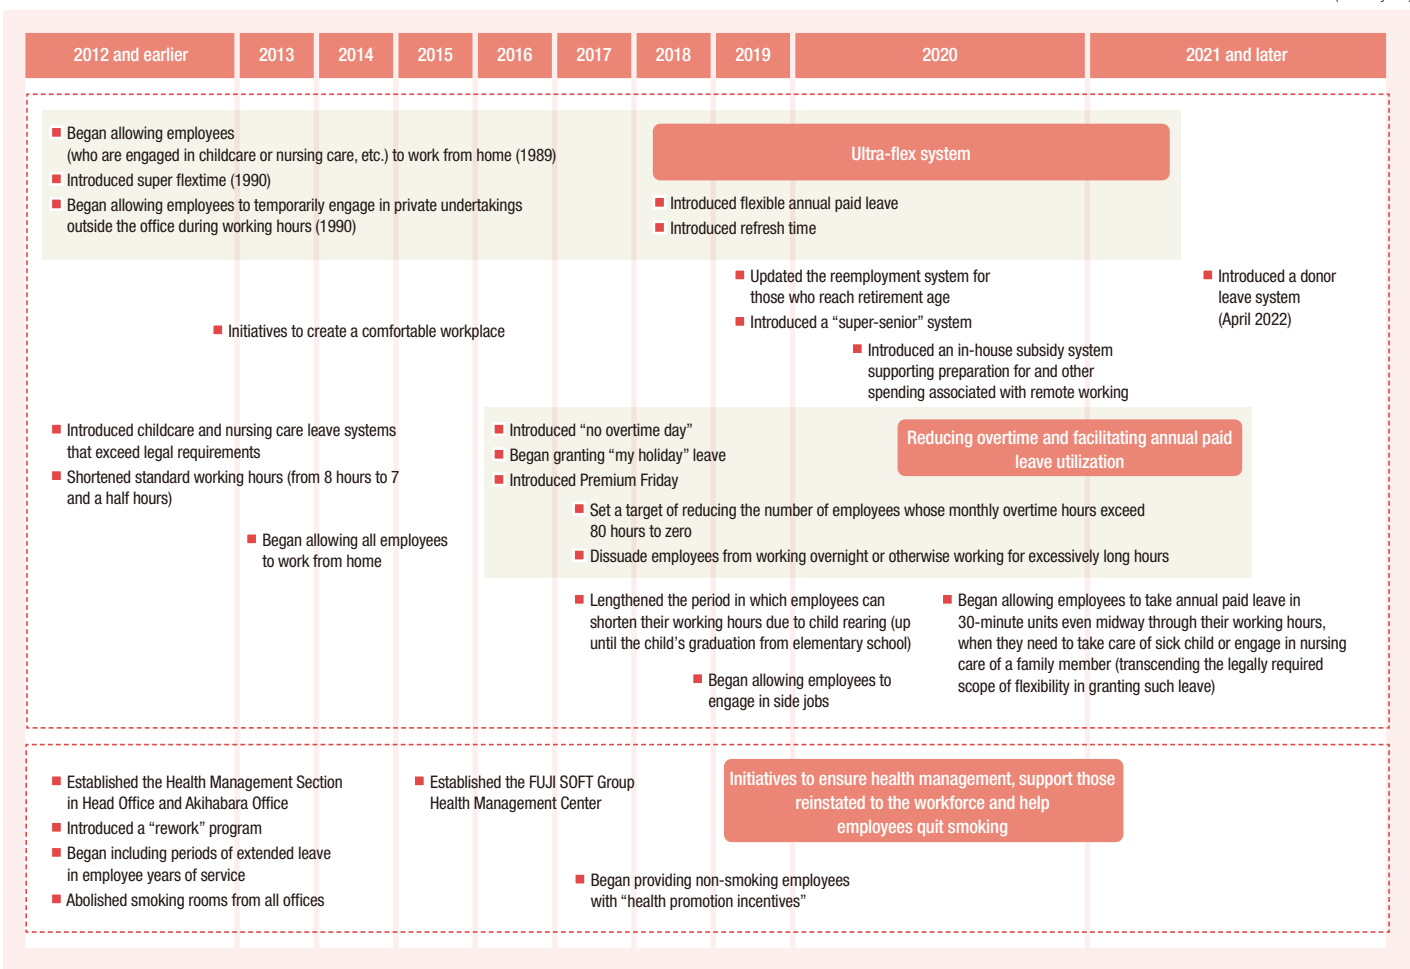 2012 and earlier
2013
2014
2015
2016
2017
2018
2019
2020
2021 and later
Began allowing employees
(who are engaged in childcare or nursing care, etc.) to work from home (1989)
Introduced super flextime (1990)
Began allowing employees to temporarily engage in private undertakings
outside the office during working hours (1990)
Ultra-flex system
Introduced flexible annual paid leave
Introduced refresh time
Updated the reemployment system for
those who reach retirement age
Introduced a “super-senior” system
Introduced a donor
leave system
(April 2022)
Initiatives to create a comfortable workplace
Introduced an in-house subsidy system
supporting preparation for and other
spending associated with remote working
Introduced childcare and nursing care leave systems
that exceed legal requirements
Shortened standard working hours (from 8 hours to 7
and a half hours)
Introduced “no overtime day”
Began granting “my holiday” leave
Introduced Premium Friday
Reducing overtime and facilitating annual paid
leave utilization
Set a target of reducing the number of employees whose monthly overtime hours exceed
80 hours to zero
Dissuade employees from working overnight or otherwise working for excessively long hours
Began allowing all employees
to work from home
Lengthened the period in which employees can
shorten their working hours due to child rearing (up
until the child’s graduation from elementary school)
Began allowing employees to take annual paid leave in
30-minute units even midway through their working hours,
when they need to take care of sick child or engage in nursing
care of a family member (transcending the legally required
scope of flexibility in granting such leave)
Began allowing employees to
engage in side jobs
Established the Health Management Section
in Head Office and Akihabara Office
Introduced a “rework” program
Began including periods of extended leave
in employee years of service
Abolished smoking rooms from all offices
Established the FUJI SOFT Group
Health Management Center
Initiatives to ensure health management, support those
reinstated to the workforce and help
employees quit smoking
Began providing non-smoking employees
with “health promotion incentives”